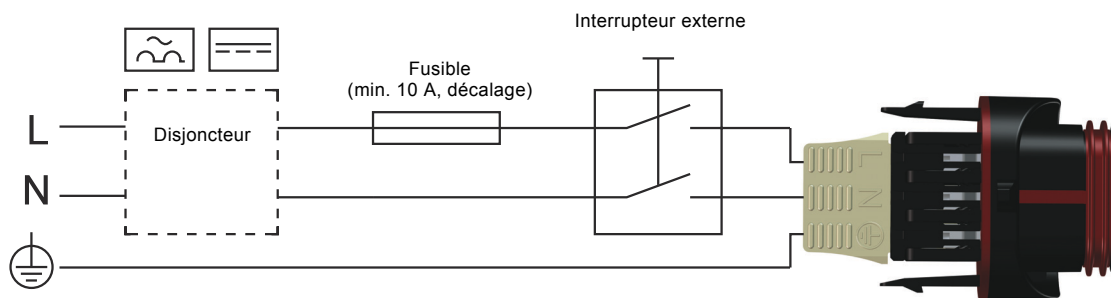 Interrupteur externe
Fusible
(min. 10 A, décalage)
L
Disjoncteur
N
L
N